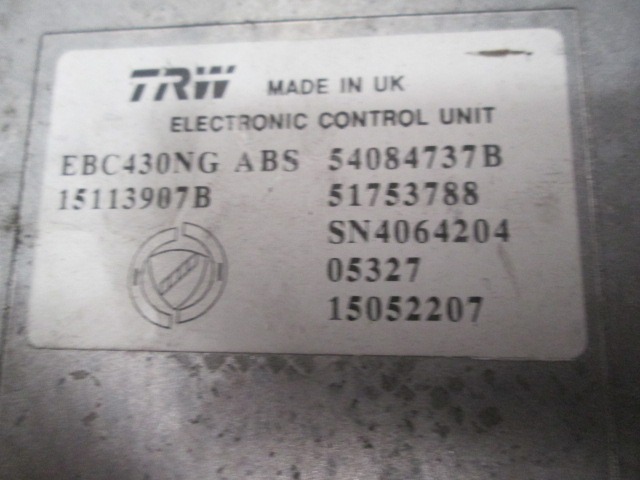 TRW MADE IN UK
ELECTRONIC CONTROL UNIT
EBC430NG ABS 54084737B
15113907B 51753788
SN4064204
05327
15052207